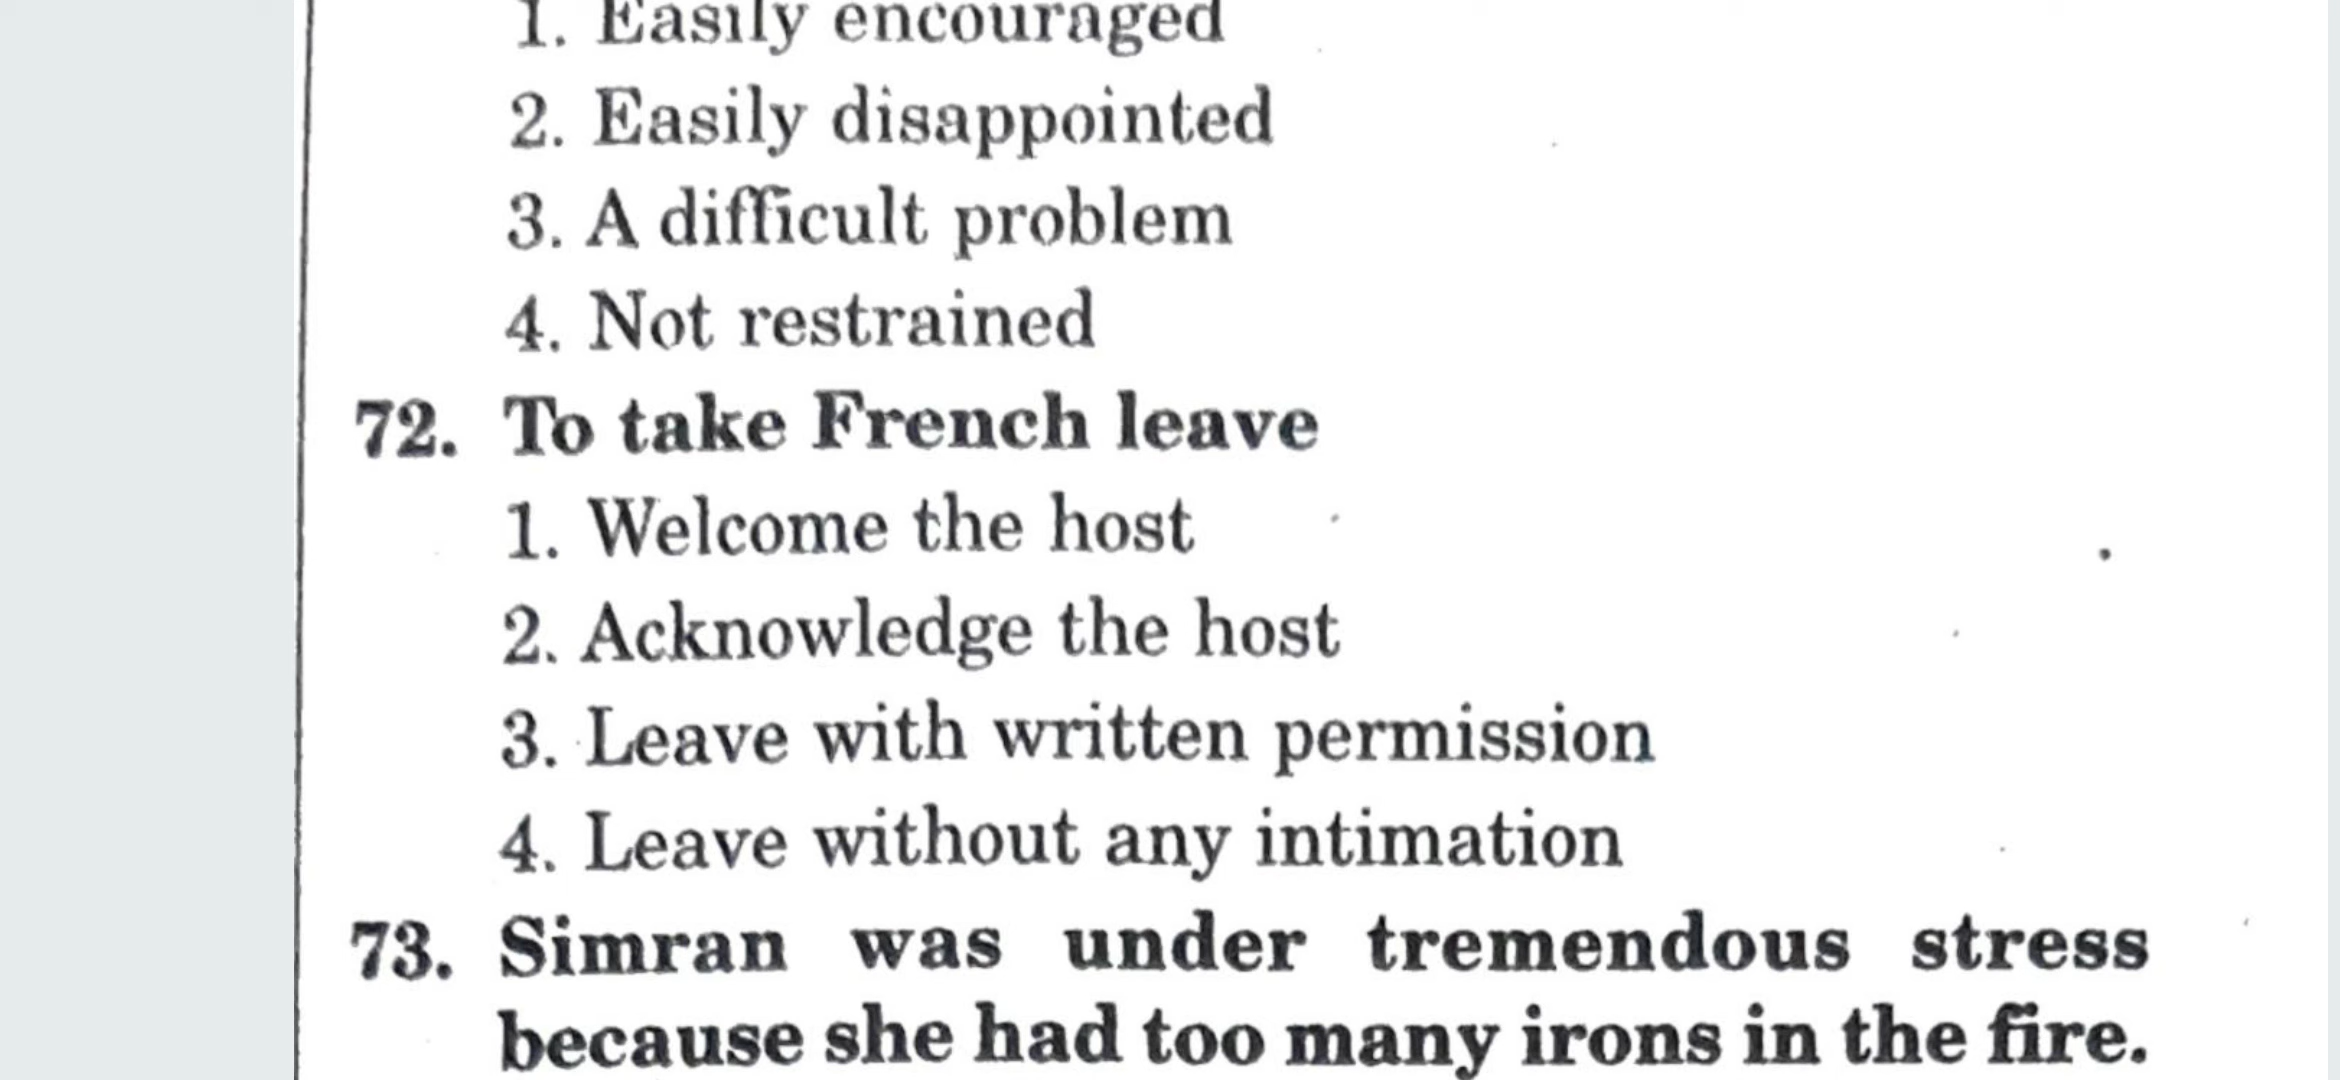 1. Easily encouraged
2. Easily disappointed
3. A difficult problem
4. Not restrained
72. To take French leave
1. Welcome the host
2. Acknowledge the host
3. Leave with written permission
4. Leave without any intimation
73. Simran was under tremendous stress
because she had too many irons in the fire.